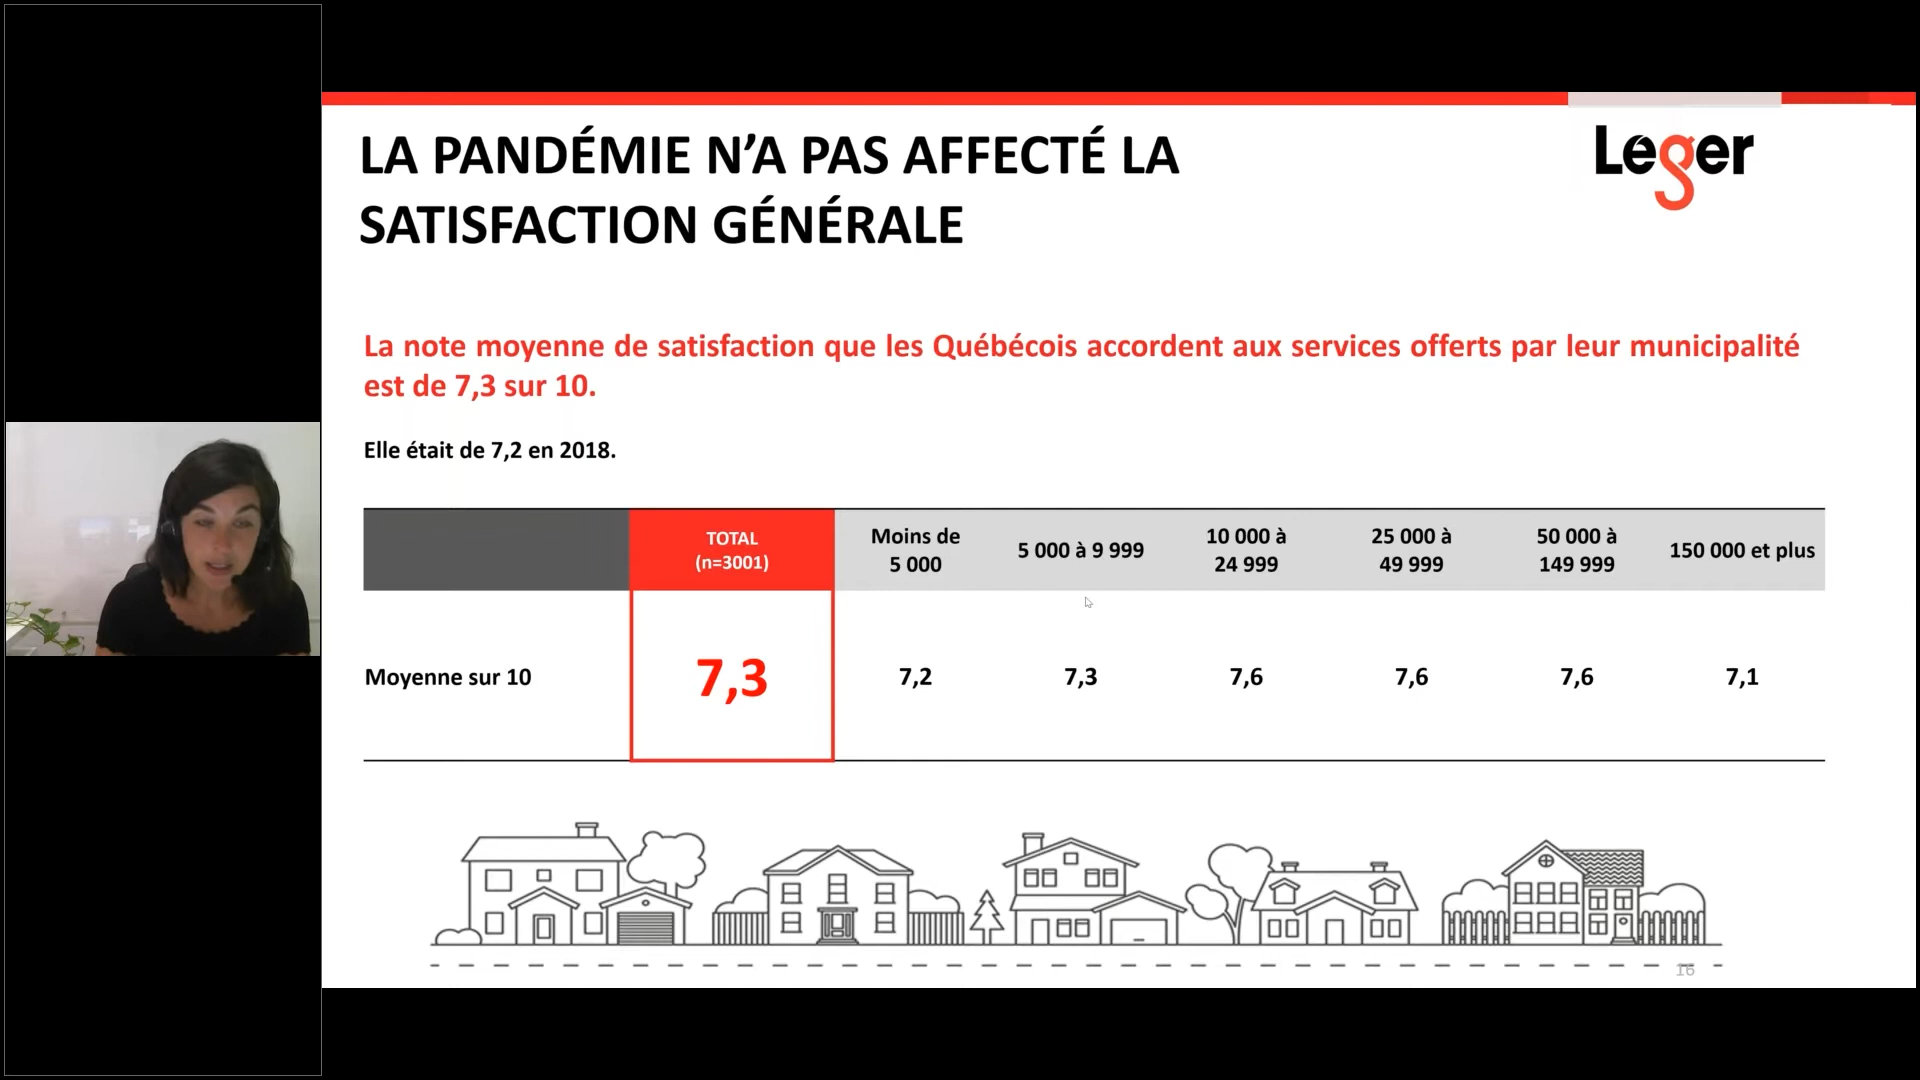 LA PANDÉMIE N’A PAS AFFECTÉ LA
SATISFACTION GÉNÉRALE
Leger
La note moyenne de satisfaction que les Québécois accordent aux services offerts par leur municipalité
est de 7,3 sur 10.
Elle était de 7,2 en 2018.
TOTAL
(n=3001)
Moins de
5 000
5 000 à 9 999
10 000 à
24 999
25 000 à
49 999
50 000 à
149 999
150 000 et plus
Moyenne sur 10
7,3
7,2
7,3
7,6
7,6
7,6
7,1
16